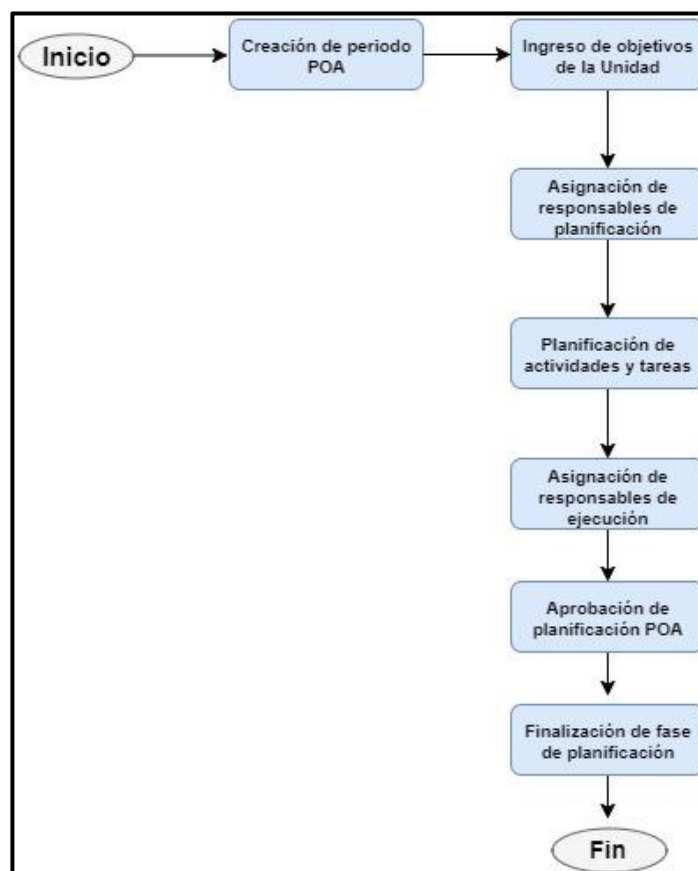 Inicio
Creación de periodo
POA
Ingreso de objetivos
de la Unidad
Asignación de
responsables de
planificación
Planificación de
actividades y tareas
Asignación de
responsables de
ejecución
Aprobación de
planificación POA
Finalización de fase
de planificación
Fin